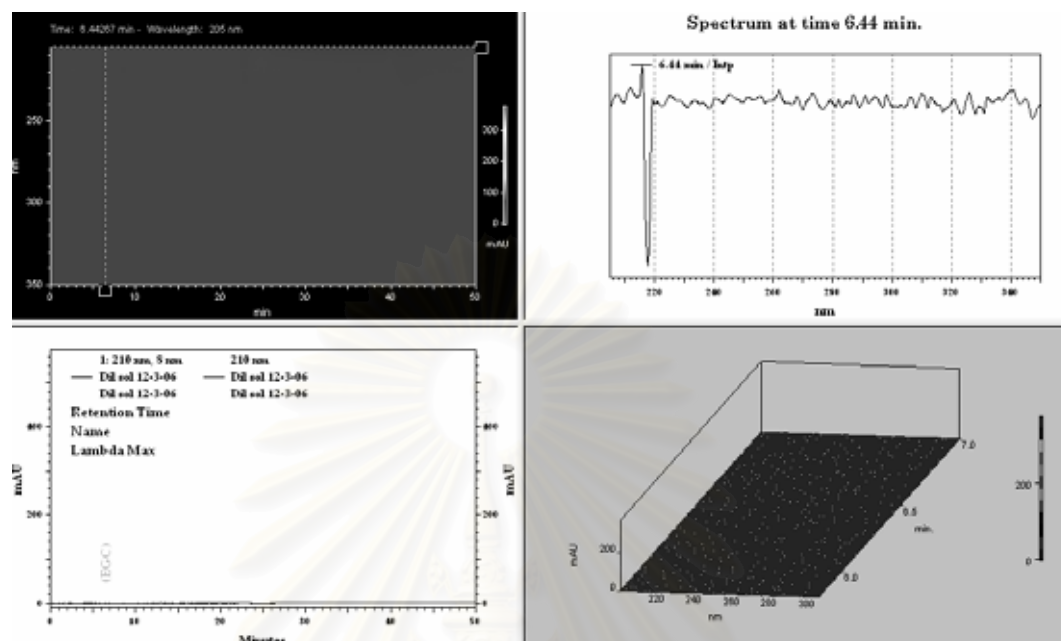 Time: 6.44267 min - Wavelength: 205 nm
250
300
350
nm
0
10
20
30
40
50
min
300
200
100
0
mAU
Spectrum at time 6.44 min.
6.44 min / Intp
220
240
260
280
300
320
340
nm
1: 210 nm, 8 nm
210 nm
Dil sol 12-3-06
Dil sol 12-3-06
Dil sol 12-3-06
Dil sol 12-3-06
Retention Time
Name
Lambda Max
(EGC)
mAU
400
200
0
mAU
400
200
0
0
10
20
30
40
50
Minutes
7.0
6.5
min.
6.0
mAU
200
0
220
240
260
280
300
nm
200
0